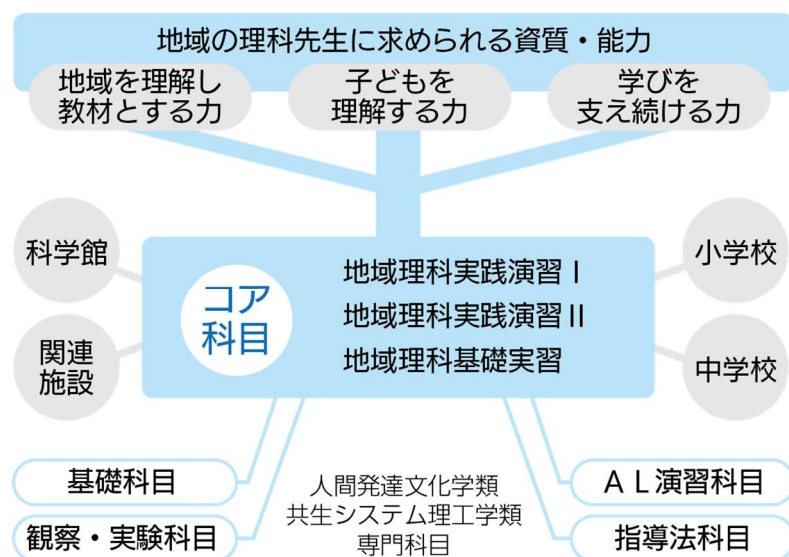 地域の理科先生に求められる資質・能力
地域を理解し
教材とする力
子どもを
理解する力
学びを
支え続ける力
科学館
関連
施設
コア
科目
地域理科実践演習Ⅰ
地域理科実践演習Ⅱ
地域理科基礎実習
小学校
中学校
基礎科目
観察・実験科目
人間発達文化学類
共生システム理工学類
専門科目
ＡＬ演習科目
指導法科目